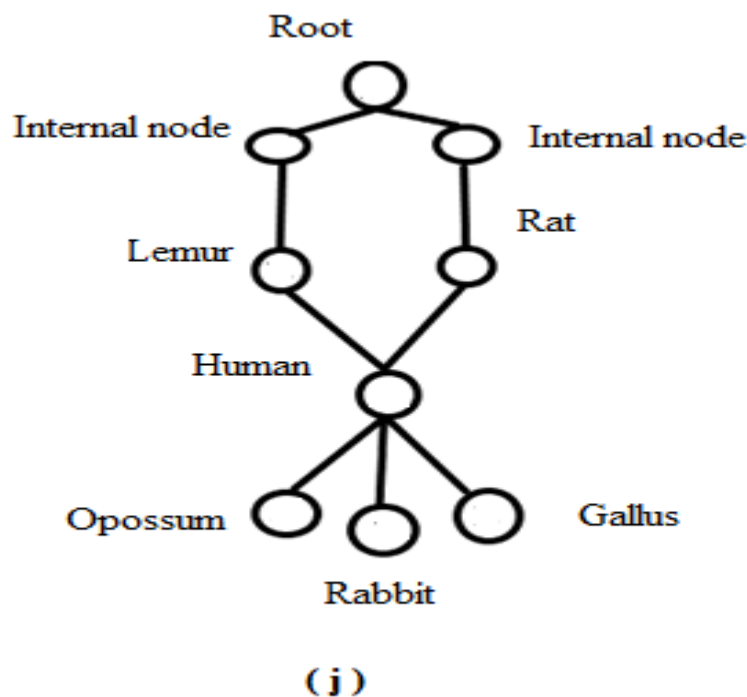 Root
Internal node
Internal node
Rat
Lemur
Human
Opossum
Gallus
Rabbit
( j )